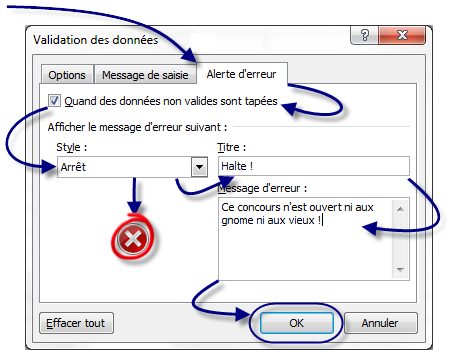 Validation des données
Options
Message de saisie
Alerte d'erreur
Quand des données non valides sont tapées
Afficher le message d'erreur suivant :
Style :
Titre :
Arrêt
Halte !
Message d'erreur :
Ce concours n'est ouvert ni aux
gnome ni aux vieux !
Effacer tout
OK
Annuler